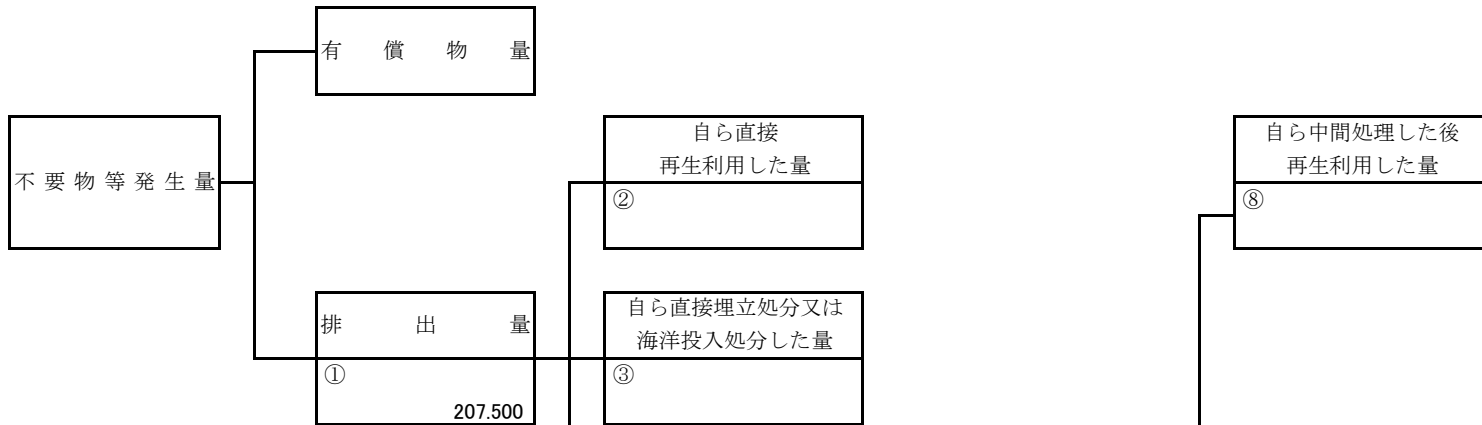 有償物量
不要物等発生量
自ら直接
再生利用した量
②
自ら中間処理した後
再生利用した量
⑧
排出量
①
207.500
自ら直接埋立処分又は
海洋投入処分した量
③